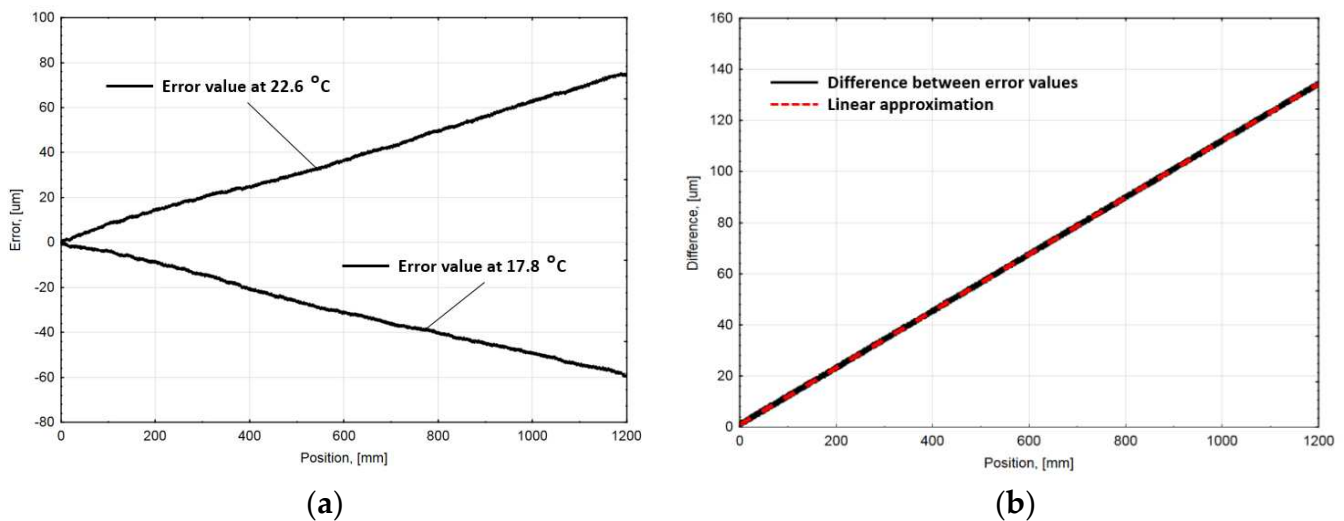 100
80
60
40
20
0
-20
-40
-60
-80
Error, [um]
Error value at 22.6 °C
Error value at 17.8 °C
0 200 400 600 800 1000 1200
Position, [mm]
(a)
160
140
120
100
80
60
40
20
0
Difference, [um]
Difference between error values
Linear approximation
0 200 400 600 800 1000 1200
Position, [mm]
(b)